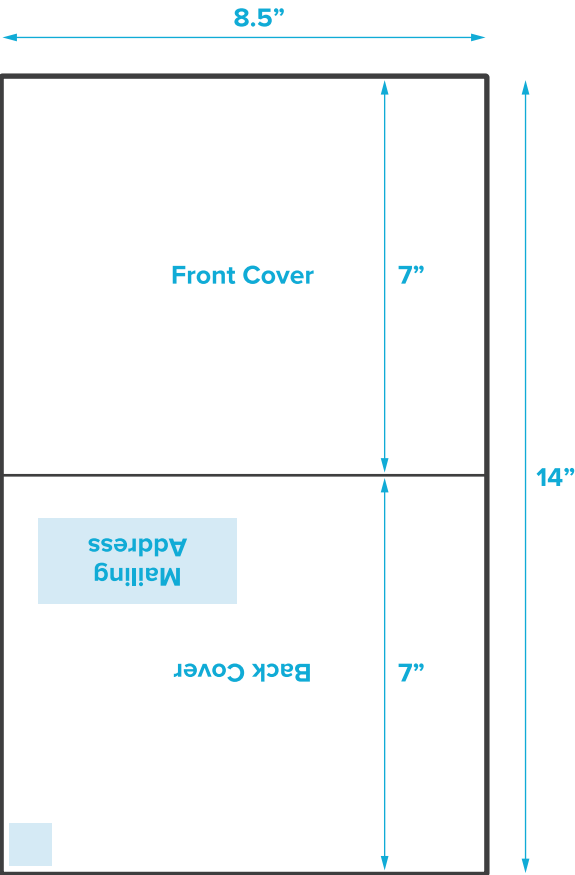 8.5”
Front Cover
7”
14”
Mailing
Address
Back Cover
7”